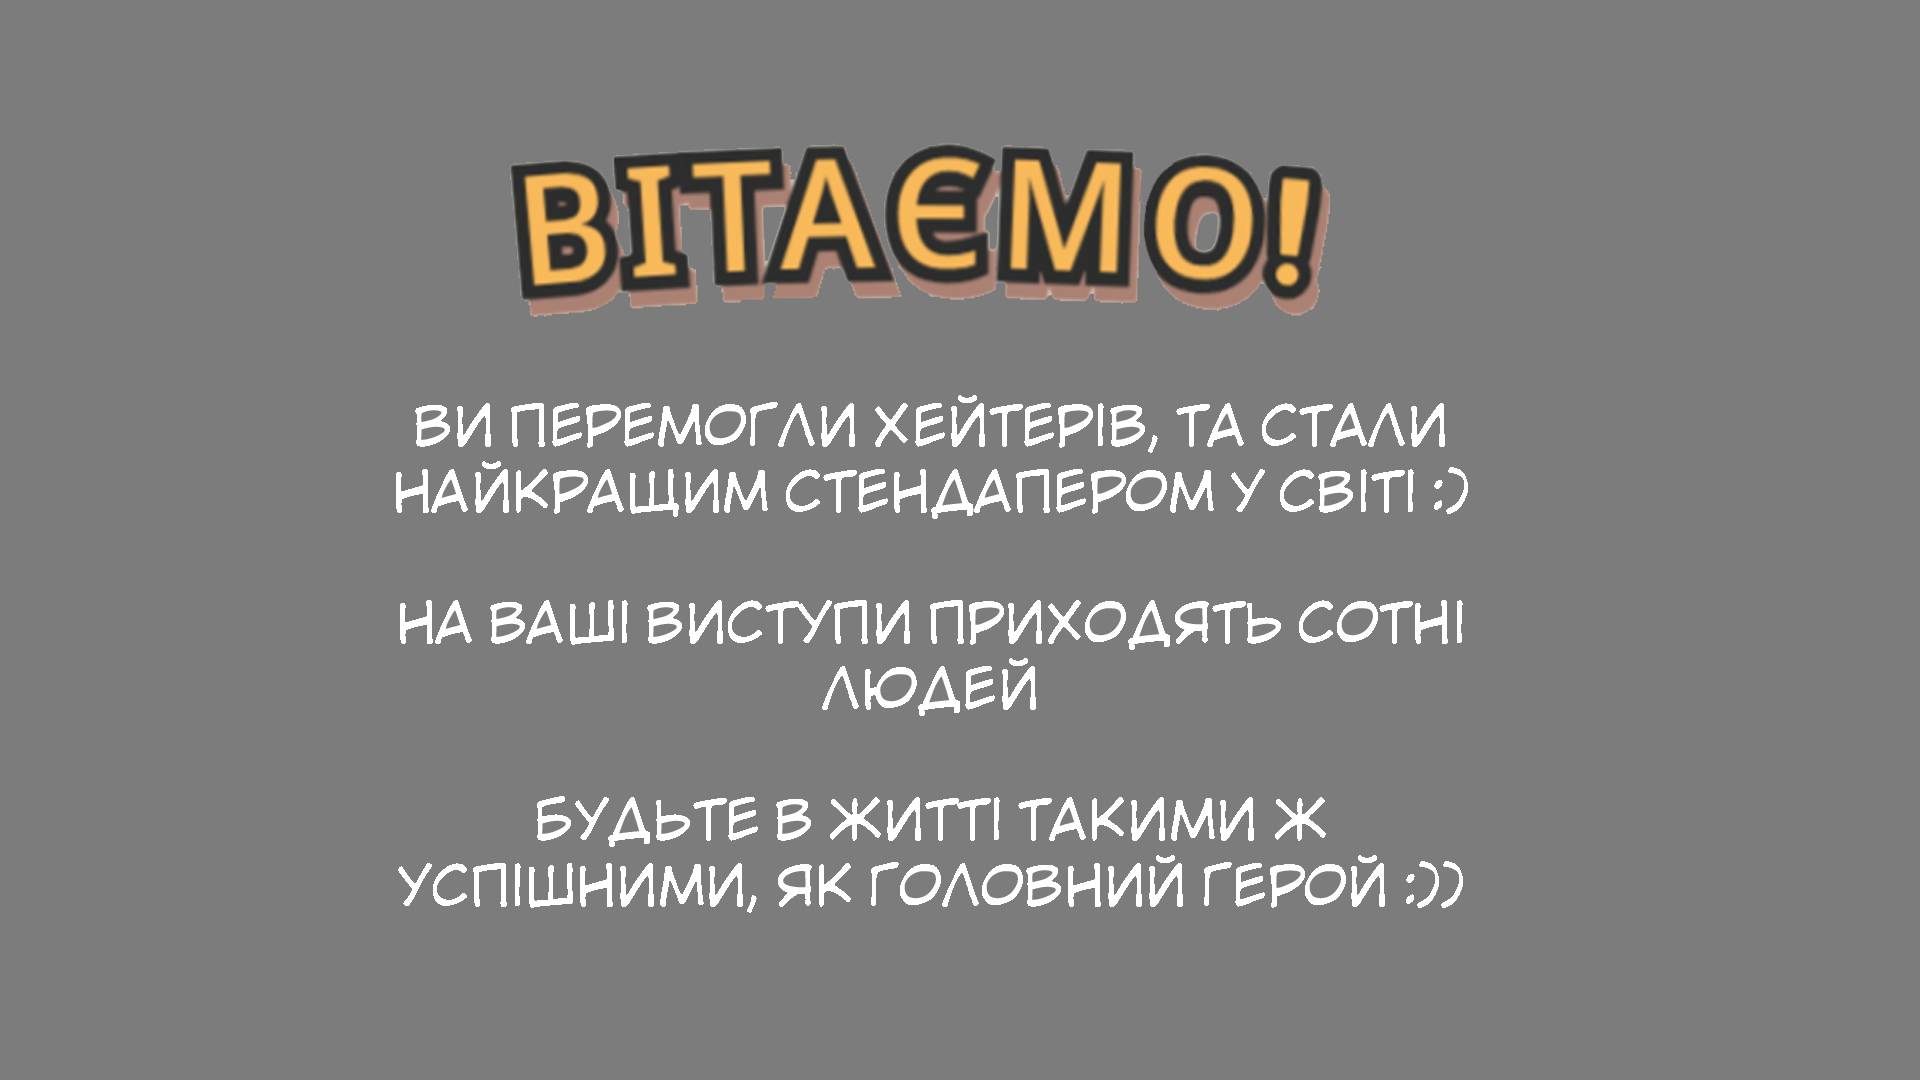 ВІТАЄМО!
ВИ ПЕРЕМОГЛИ ХЕЙТЕРІВ, ТА СТАЛИ
НАЙКРАЩИМ СТЕНДАПЕРОМ У СВІТІ :)
НА ВАШІ ВИСТУПИ ПРИХОДЯТЬ СОТНІ
ЛЮДЕЙ
БУДЬТЕ В ЖИТТІ ТАКИМИ Ж
УСПІШНИМИ, ЯК ГОЛОВНИЙ ГЕРОЙ :))